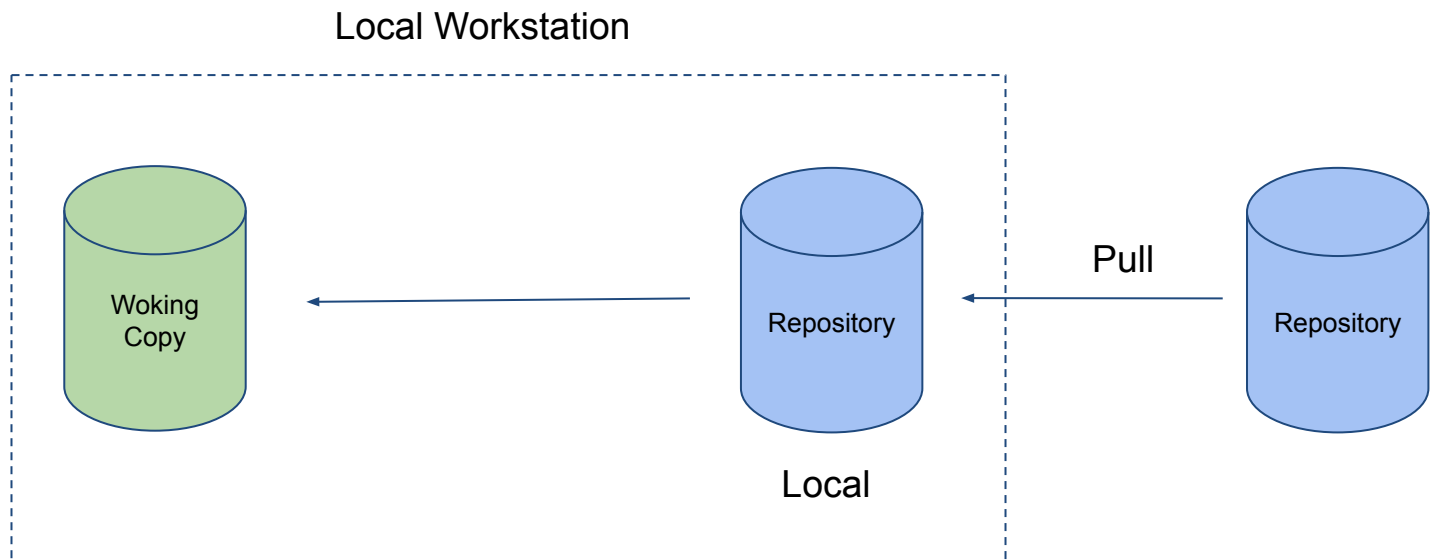 Local Workstation
Pull
Woking
Copy
Repository
Repository
Local